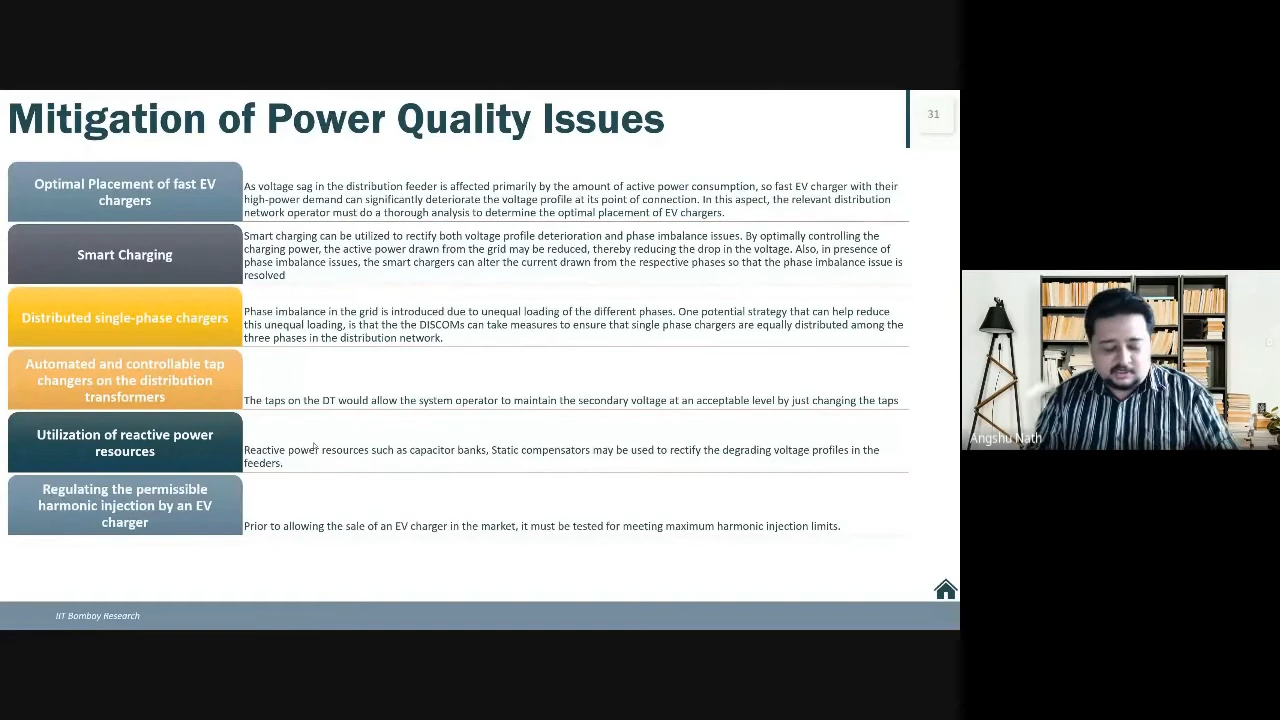 Mitigation of Power Quality Issues
31
Optimal Placement of fast EV
chargers
As voltage sag in the distribution feeder is affected primarily by the amount of active power consumption, so fast EV charger with their
high-power demand can significantly deteriorate the voltage profile at its point of connection. In this aspect, the relevant distribution
network operator must do a thorough analysis to determine the optimal placement of EV chargers.
Smart Charging
Smart charging can be utilized to rectify both voltage profile deterioration and phase imbalance issues. By optimally controlling the
charging power, the active power drawn from the grid may be reduced, thereby reducing the drop in the voltage. Also, in presence of
phase imbalance issues, the smart chargers can alter the current drawn from the respective phases so that the phase imbalance issue is
resolved
Distributed single-phase chargers
Phase imbalance in the grid is introduced due to unequal loading of the different phases. One potential strategy that can help reduce
this unequal loading, is that the the DISCOMs can take measures to ensure that single phase chargers are equally distributed among the
three phases in the distribution network.
Automated and controllable tap
changers on the distribution
transformers
The taps on the DT would allow the system operator to maintain the secondary voltage at an acceptable level by just changing the taps
Utilization of reactive power
resources
Reactive power resources such as capacitor banks, Static compensators may be used to rectify the degrading voltage profiles in the
feeders.
Regulating the permissible
harmonic injection by an EV
charger
Prior to allowing the sale of an EV charger in the market, it must be tested for meeting maximum harmonic injection limits.
IIT Bombay Research
Angshu Nath